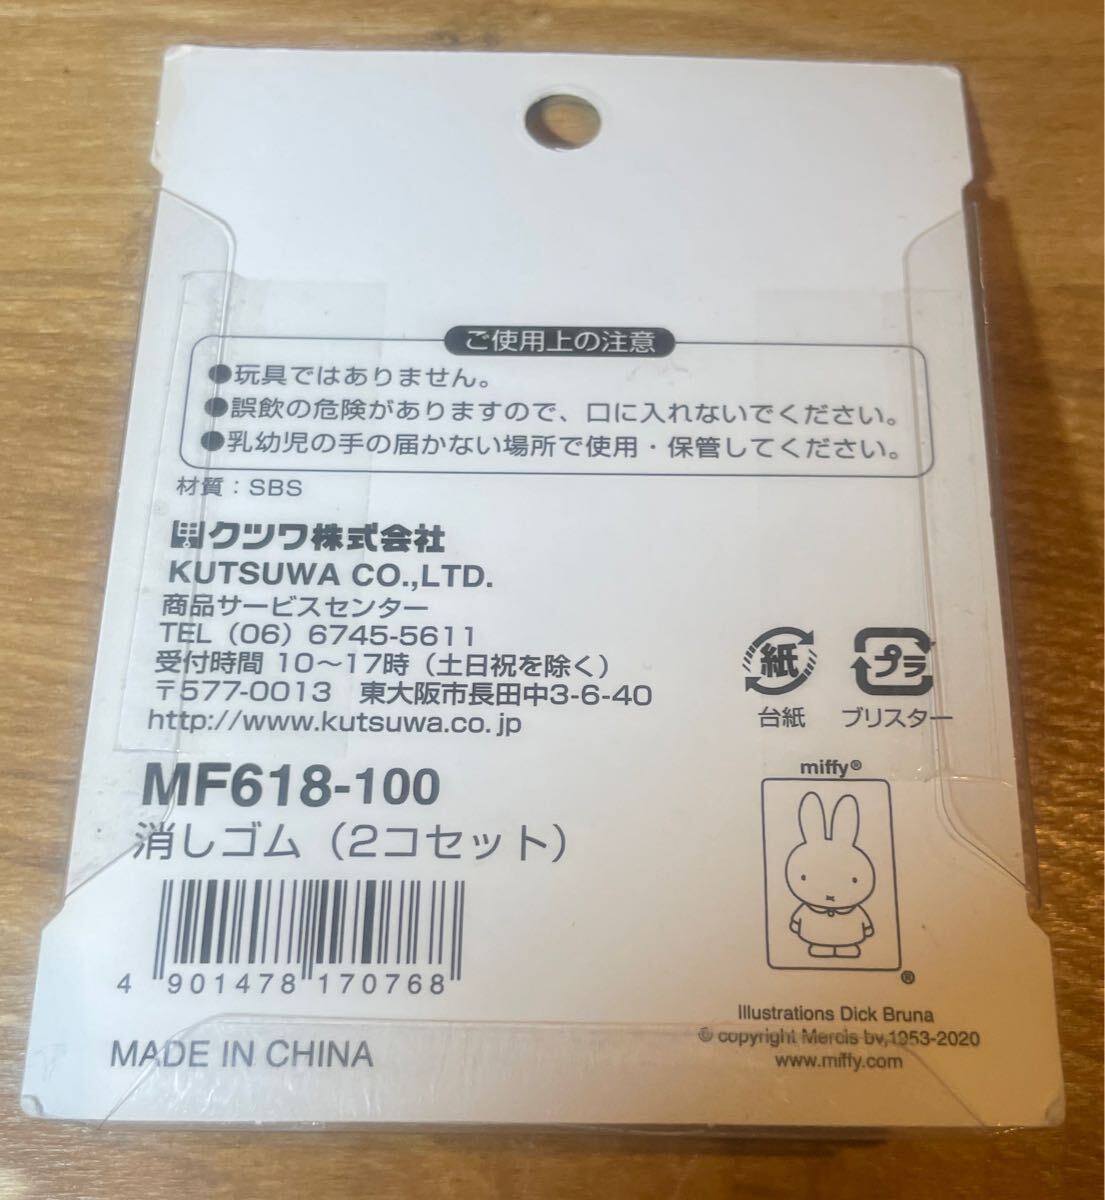 ご使用上の注意
●玩具ではありません。
●誤飲の危険がありますので、口に入れないでください。
●乳幼児の手の届かない場所で使用・保管してください。
材質：SBS
クツワ株式会社
KUTSUWA CO.,LTD.
商品サービスセンター
TEL（06）6745-5611
受付時間 10〜17時（土日祝を除く）
〒577-0013　東大阪市長田中3-6-40
http://www.kutsuwa.co.jp
紙
台紙
プラ
ブリスター
MF618-100
消しゴム（2コセット）
4 901478 170768
MADE IN CHINA
miffy®
®
Illustrations Dick Bruna
© copyright Mercis bv,1953-2020
www.miffy.com